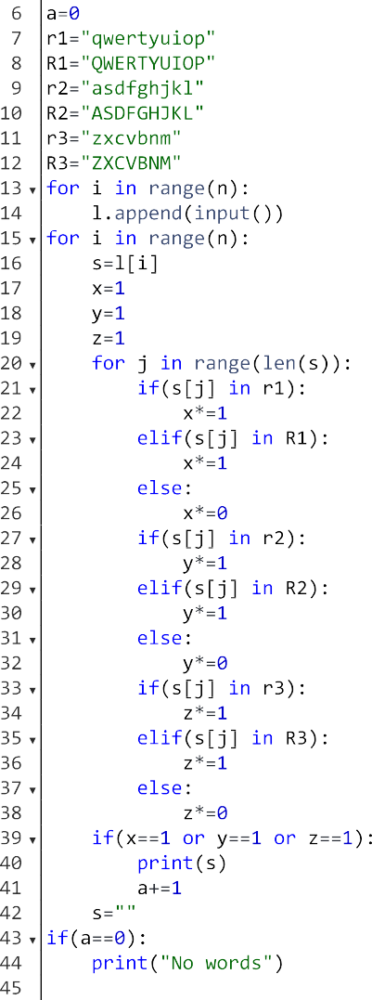 6 a=0
7 r1="qwertyuiop"
8 R1="QWERTYUIOP"
9 r2="asdfghjkl"
10 R2="ASDFGHJKL"
11 r3="zxcvbnm"
12 R3="ZXCVBNM"
13 for i in range(n):
14     l.append(input())
15 for i in range(n):
16     s=l[i]
17     x=1
18     y=1
19     z=1
20     for j in range(len(s)):
21         if(s[j] in r1):
22             x*=1
23         elif(s[j] in R1):
24             x*=1
25         else:
26             x*=0
27         if(s[j] in r2):
28             y*=1
29         elif(s[j] in R2):
30             y*=1
31         else:
32             y*=0
33         if(s[j] in r3):
34             z*=1
35         elif(s[j] in R3):
36             z*=1
37         else:
38             z*=0
39     if(x==1 or y==1 or z==1):
40         print(s)
41         a+=1
42     s=""
43 if(a==0):
44     print("No words")
45